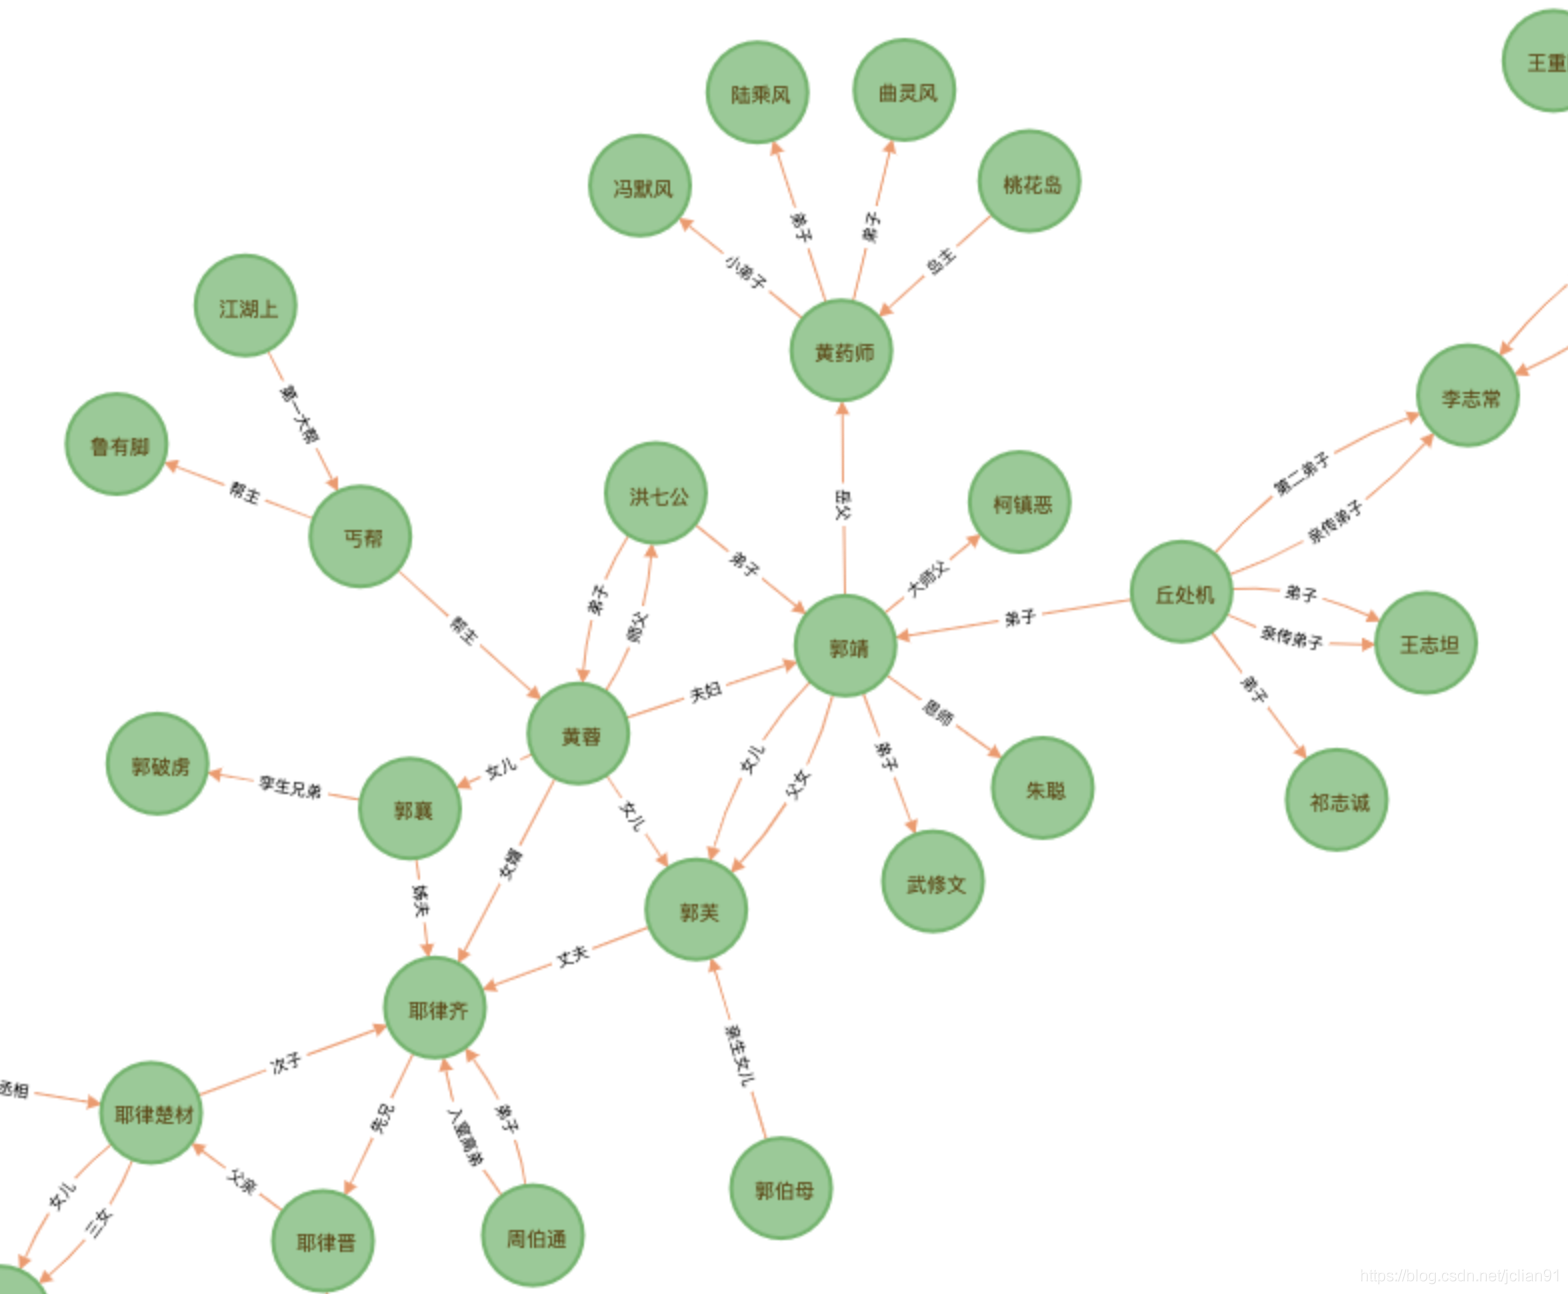 王重
陆乘风
曲灵风
冯默风
桃花岛
弟子
弟子
小弟子
岛主
江湖上
黄药师
第一大帮
李志常
鲁有脚
帮主
丐帮
洪七公
岳父
柯镇恶
第二弟子
亲传弟子
弟子
大师父
丘处机
弟子
弟子
亲传弟子
王志坦
帮主
弟子
师父
郭靖
夫妇
恩师
弟子
黄蓉
郭破虏
孪生兄弟
女儿
郭襄
女儿
女儿
父女
弟子
朱聪
祁志诚
武修文
姊夫
女婿
郭芙
丈夫
耶律齐
次子
亲生女儿
丞相
耶律楚材
先兄
入室高弟
弟子
父亲
女儿
三女
耶律晋
周伯通
郭伯母
https://blog.csdn.net/jclian91